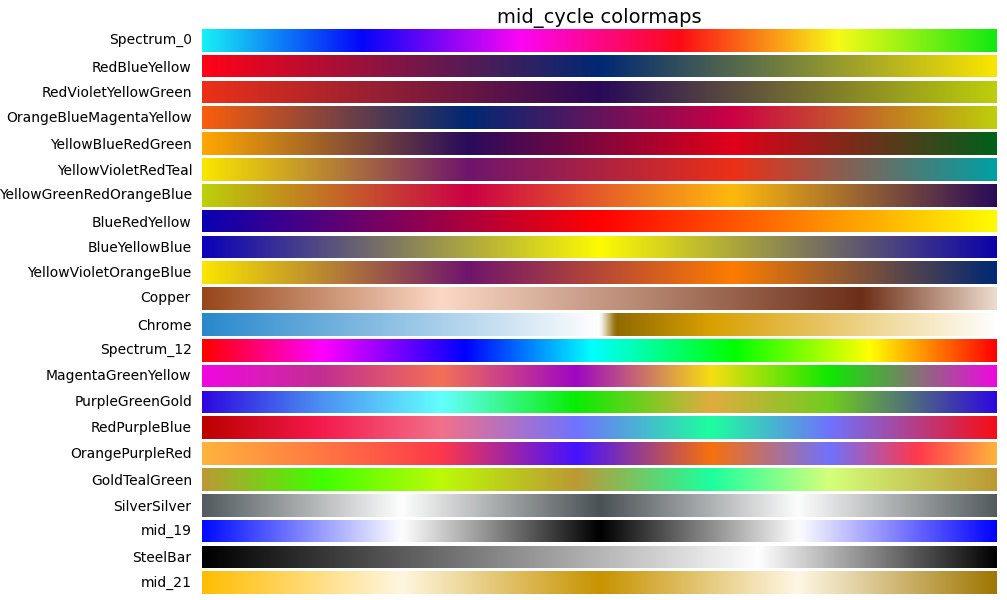 mid_cycle colormaps
Spectrum_0
RedBlueYellow
RedVioletYellowGreen
OrangeBlueMagentaYellow
YellowBlueRedGreen
YellowVioletRedTeal
YellowGreenRedOrangeBlue
BlueRedYellow
BlueYellowBlue
YellowVioletOrangeBlue
Copper
Chrome
Spectrum_12
MagentaGreenYellow
PurpleGreenGold
RedPurpleBlue
OrangePurpleRed
GoldTealGreen
SilverSilver
mid_19
SteelBar
mid_21